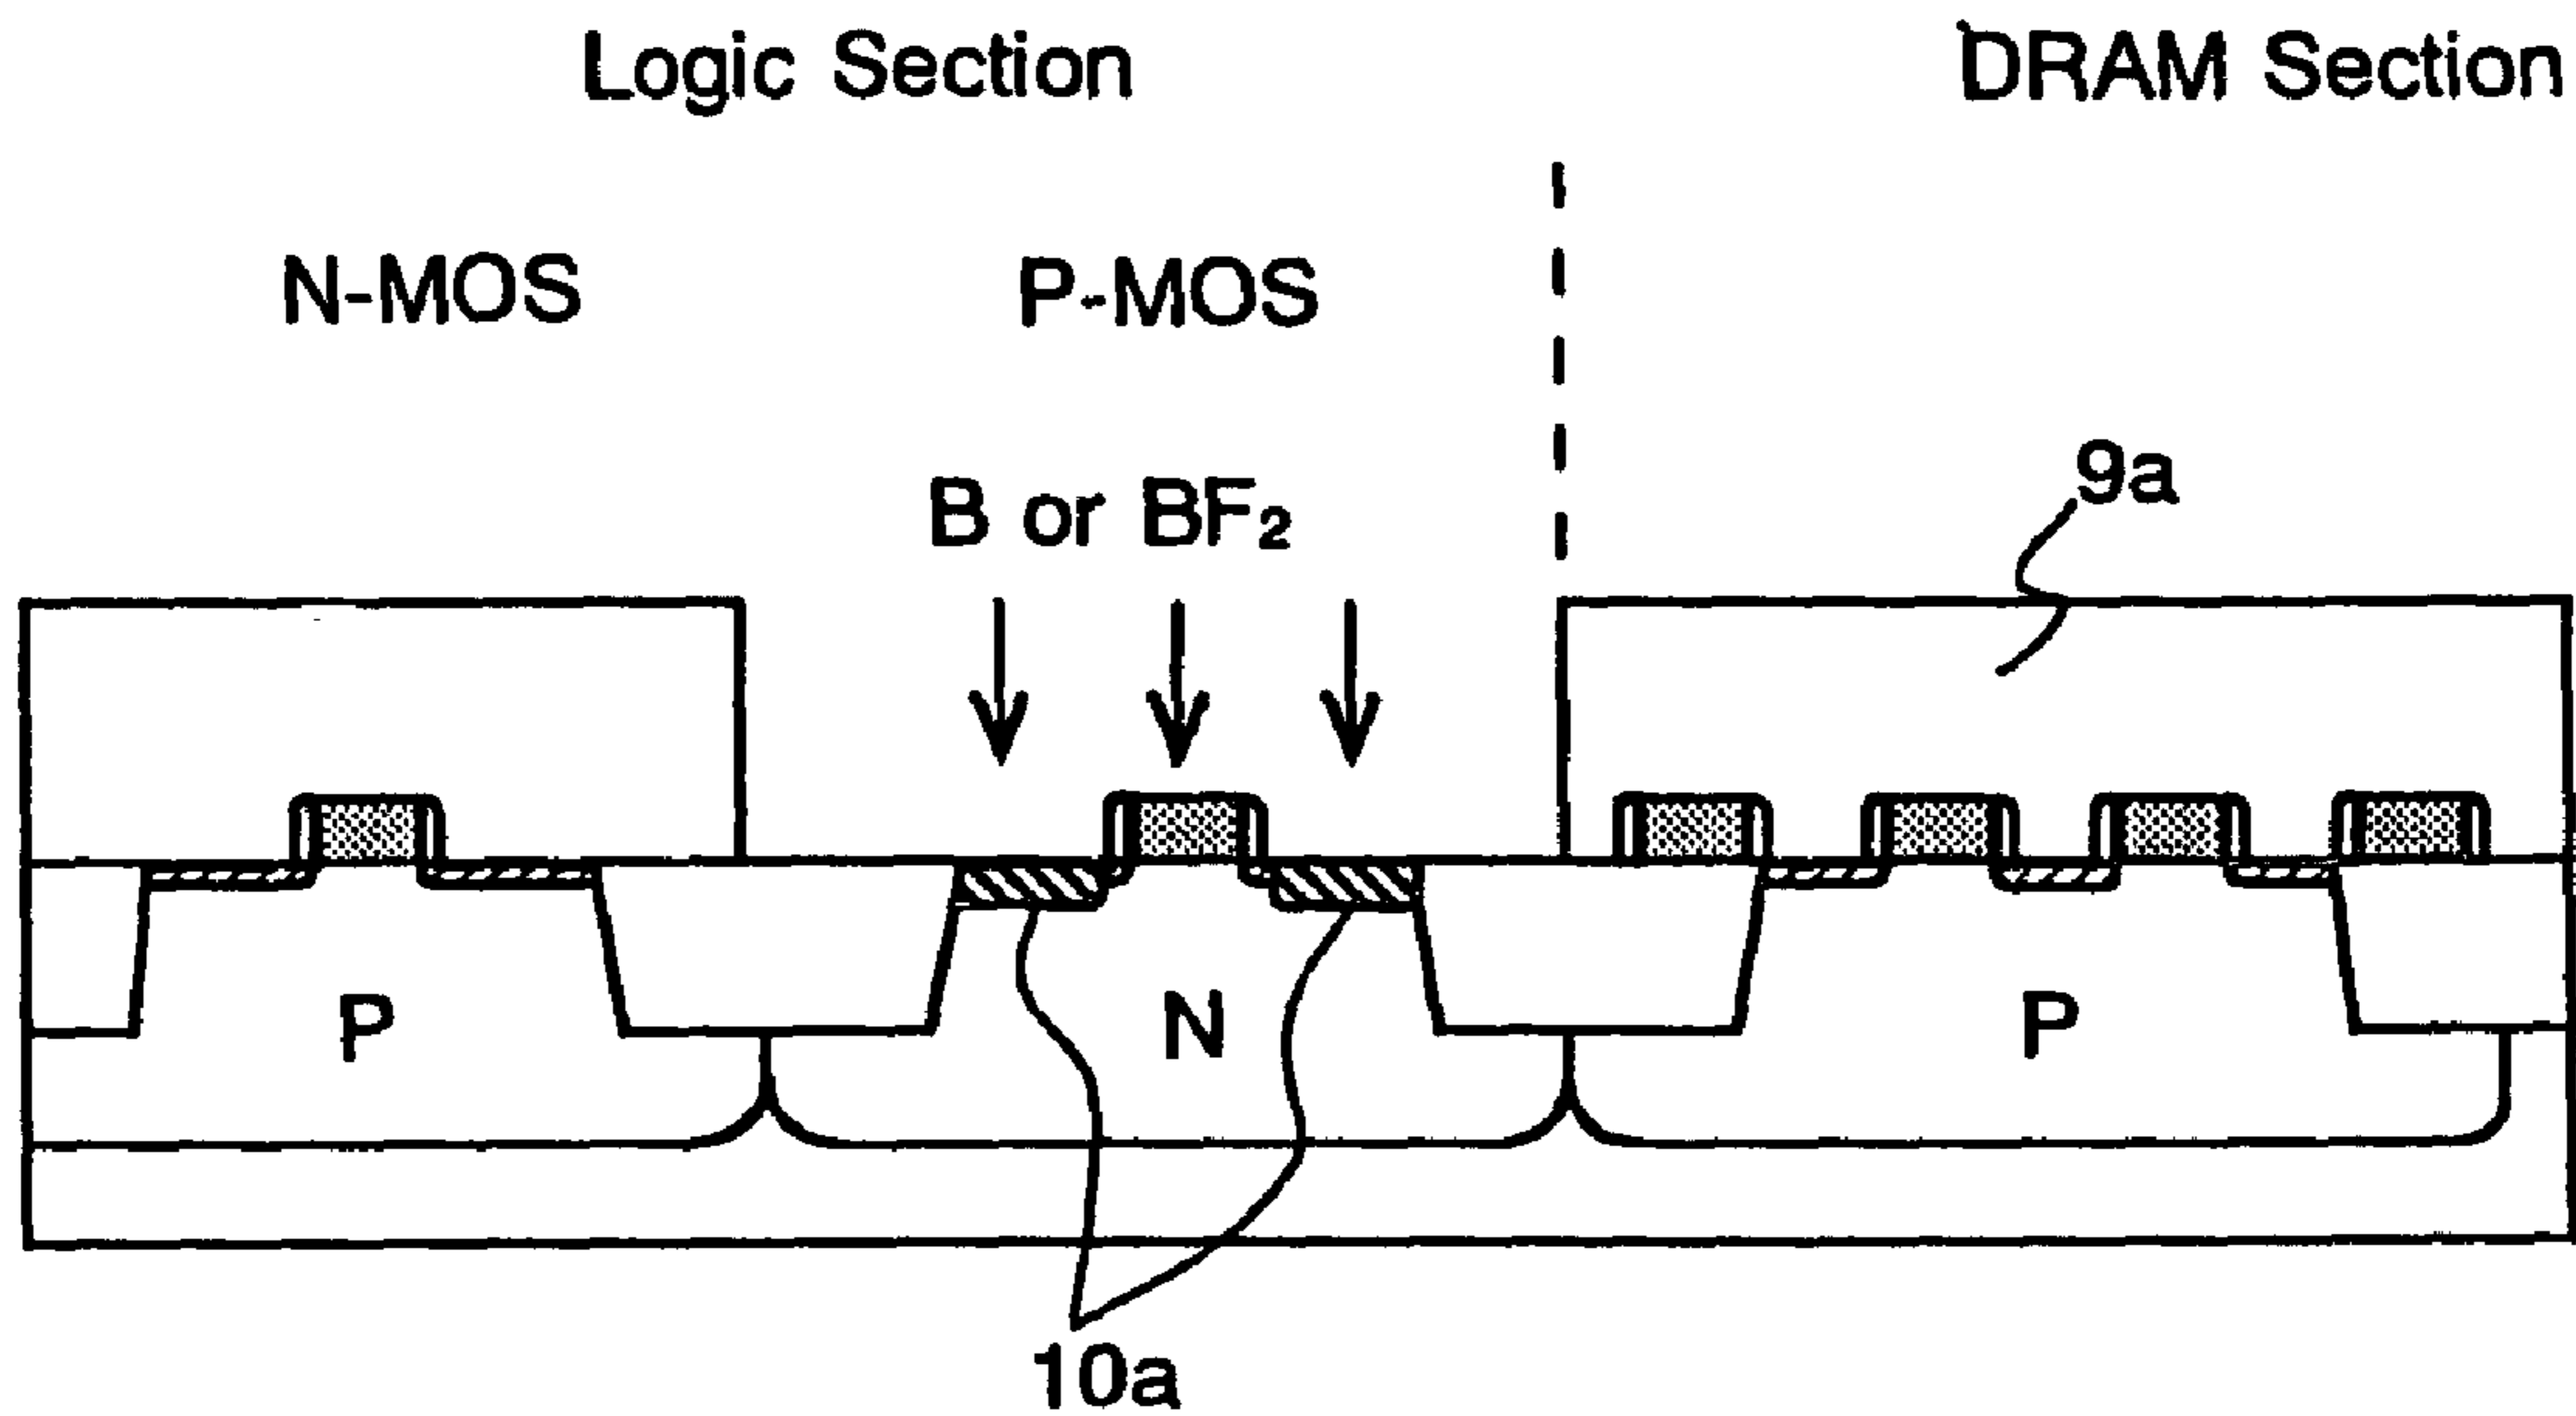 Logic Section
DRAM Section
N-MOS
P-MOS
B or BF₂
9a
P
N
P
10a